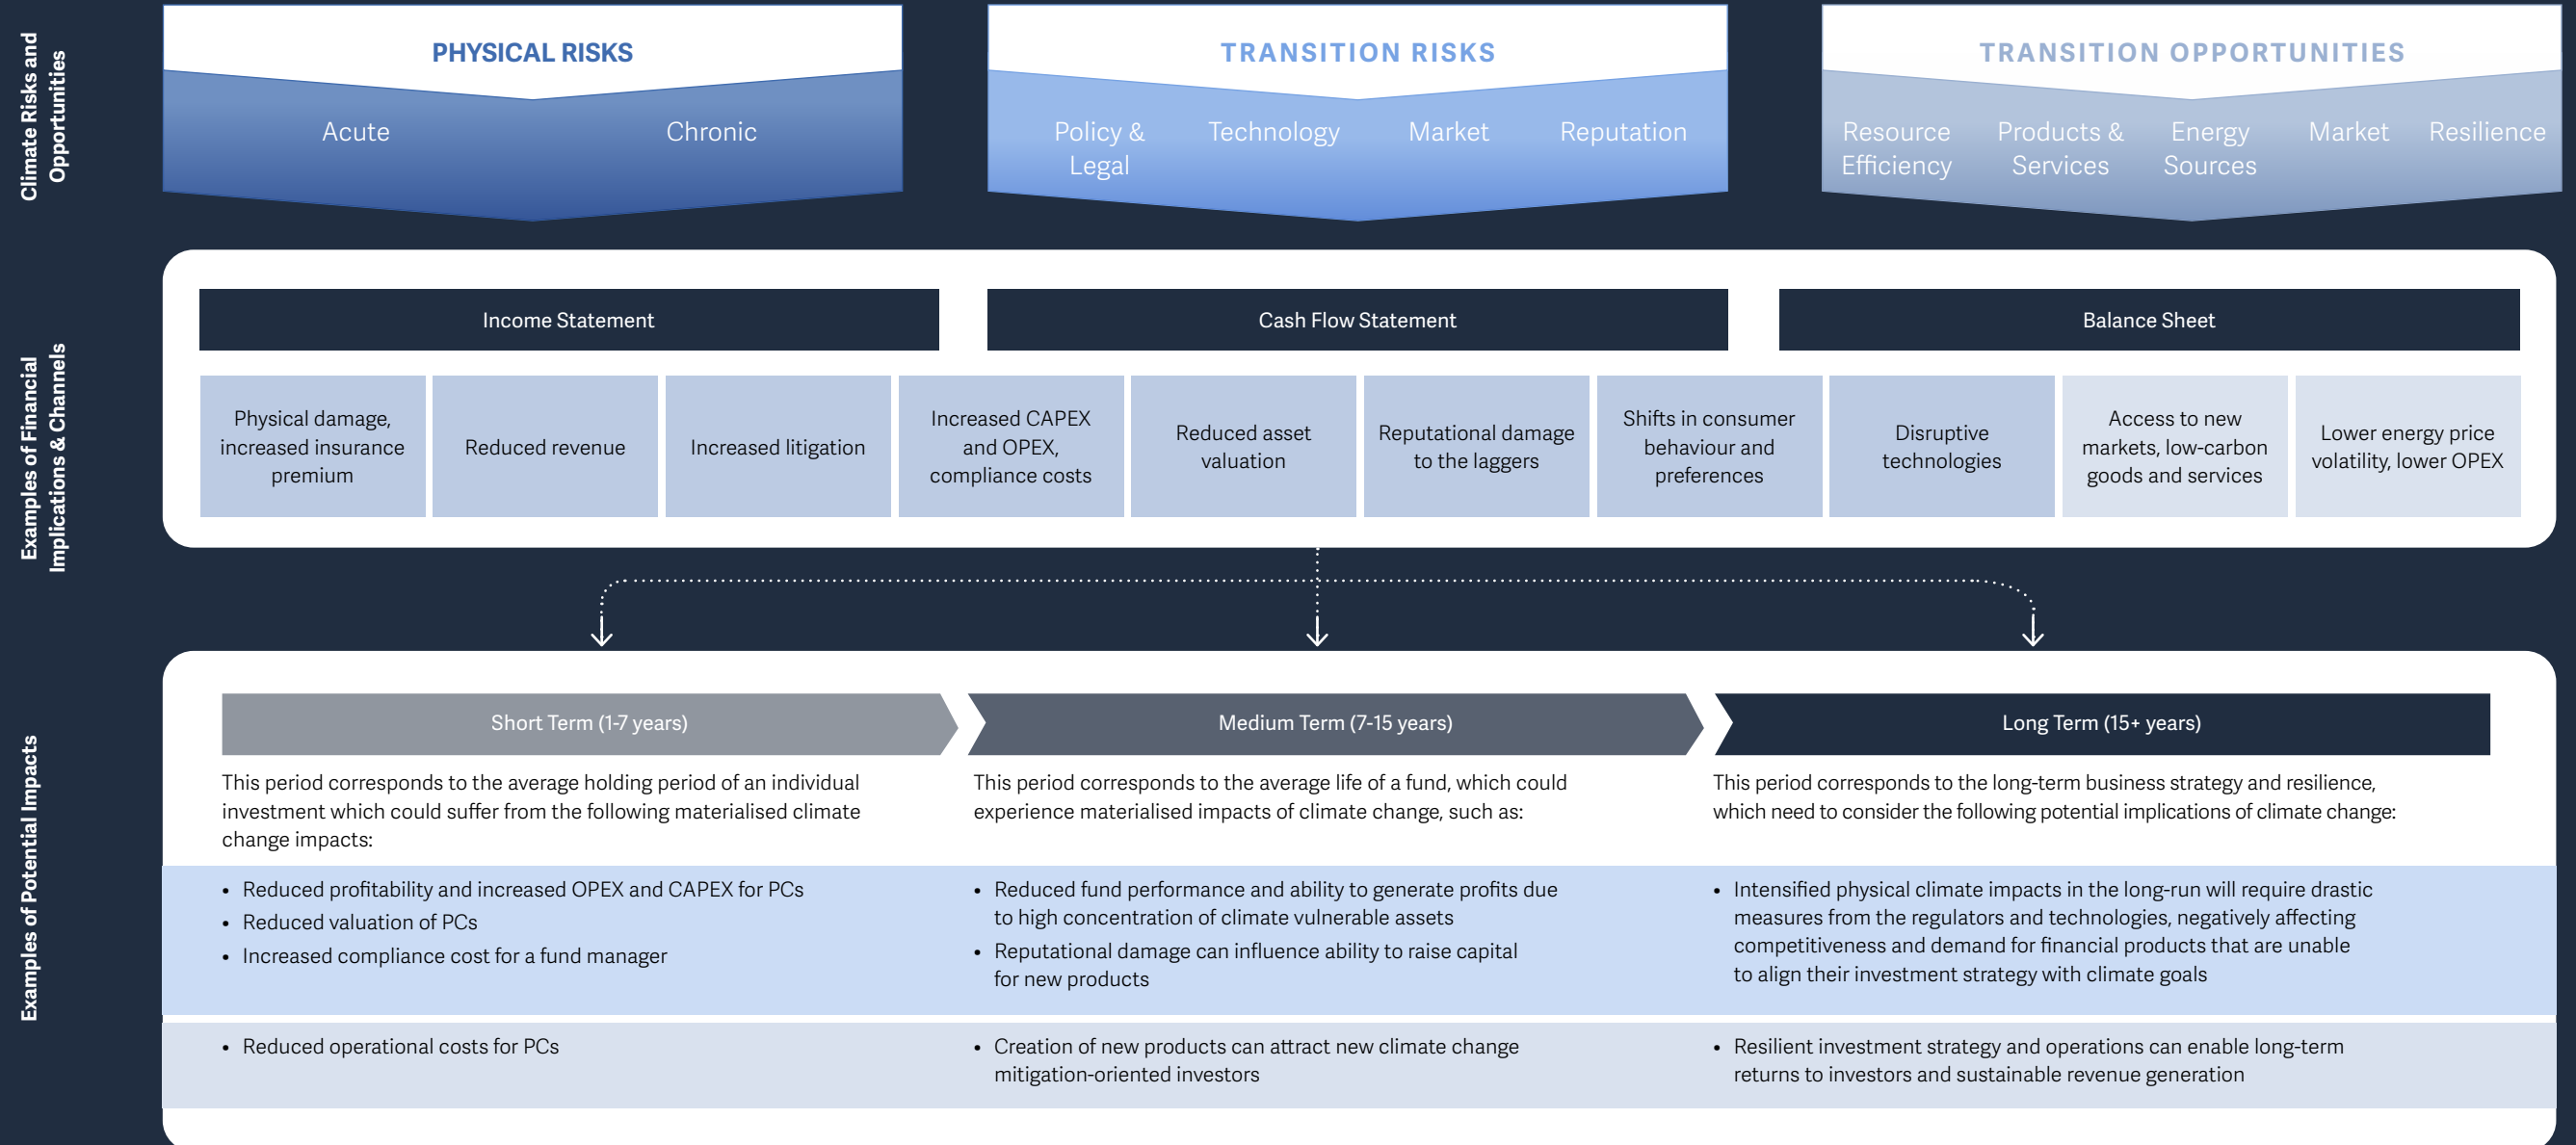 Climate Risks and
Opportunities
PHYSICAL RISKS
Acute
Chronic
TRANSITION RISKS
Policy &
Legal
Technology
Market
Reputation
TRANSITION OPPORTUNITIES
Resource
Efficiency
Products &
Services
Energy
Sources
Market
Resilience
Examples of Financial
Implications & Channels
Income Statement
Cash Flow Statement
Balance Sheet
Physical damage,
increased insurance
premium
Reduced revenue
Increased litigation
Increased CAPEX
and OPEX,
compliance costs
Reduced asset
valuation
Reputational damage
to the laggers
Shifts in consumer
behaviour and
preferences
Disruptive
technologies
Access to new
markets, low-carbon
goods and services
Lower energy price
volatility, lower OPEX
Examples of Potential Impacts
Short Term (1-7 years)
This period corresponds to the average holding period of an individual
investment which could suffer from the following materialised climate
change impacts:
• Reduced profitability and increased OPEX and CAPEX for PCs
• Reduced valuation of PCs
• Increased compliance cost for a fund manager
• Reduced operational costs for PCs
Medium Term (7-15 years)
This period corresponds to the average life of a fund, which could
experience materialised impacts of climate change, such as:
• Reduced fund performance and ability to generate profits due
to high concentration of climate vulnerable assets
• Reputational damage can influence ability to raise capital
for new products
• Creation of new products can attract new climate change
mitigation-oriented investors
Long Term (15+ years)
This period corresponds to the long-term business strategy and resilience,
which need to consider the following potential implications of climate change:
• Intensified physical climate impacts in the long-run will require drastic
measures from the regulators and technologies, negatively affecting
competitiveness and demand for financial products that are unable
to align their investment strategy with climate goals
• Resilient investment strategy and operations can enable long-term
returns to investors and sustainable revenue generation